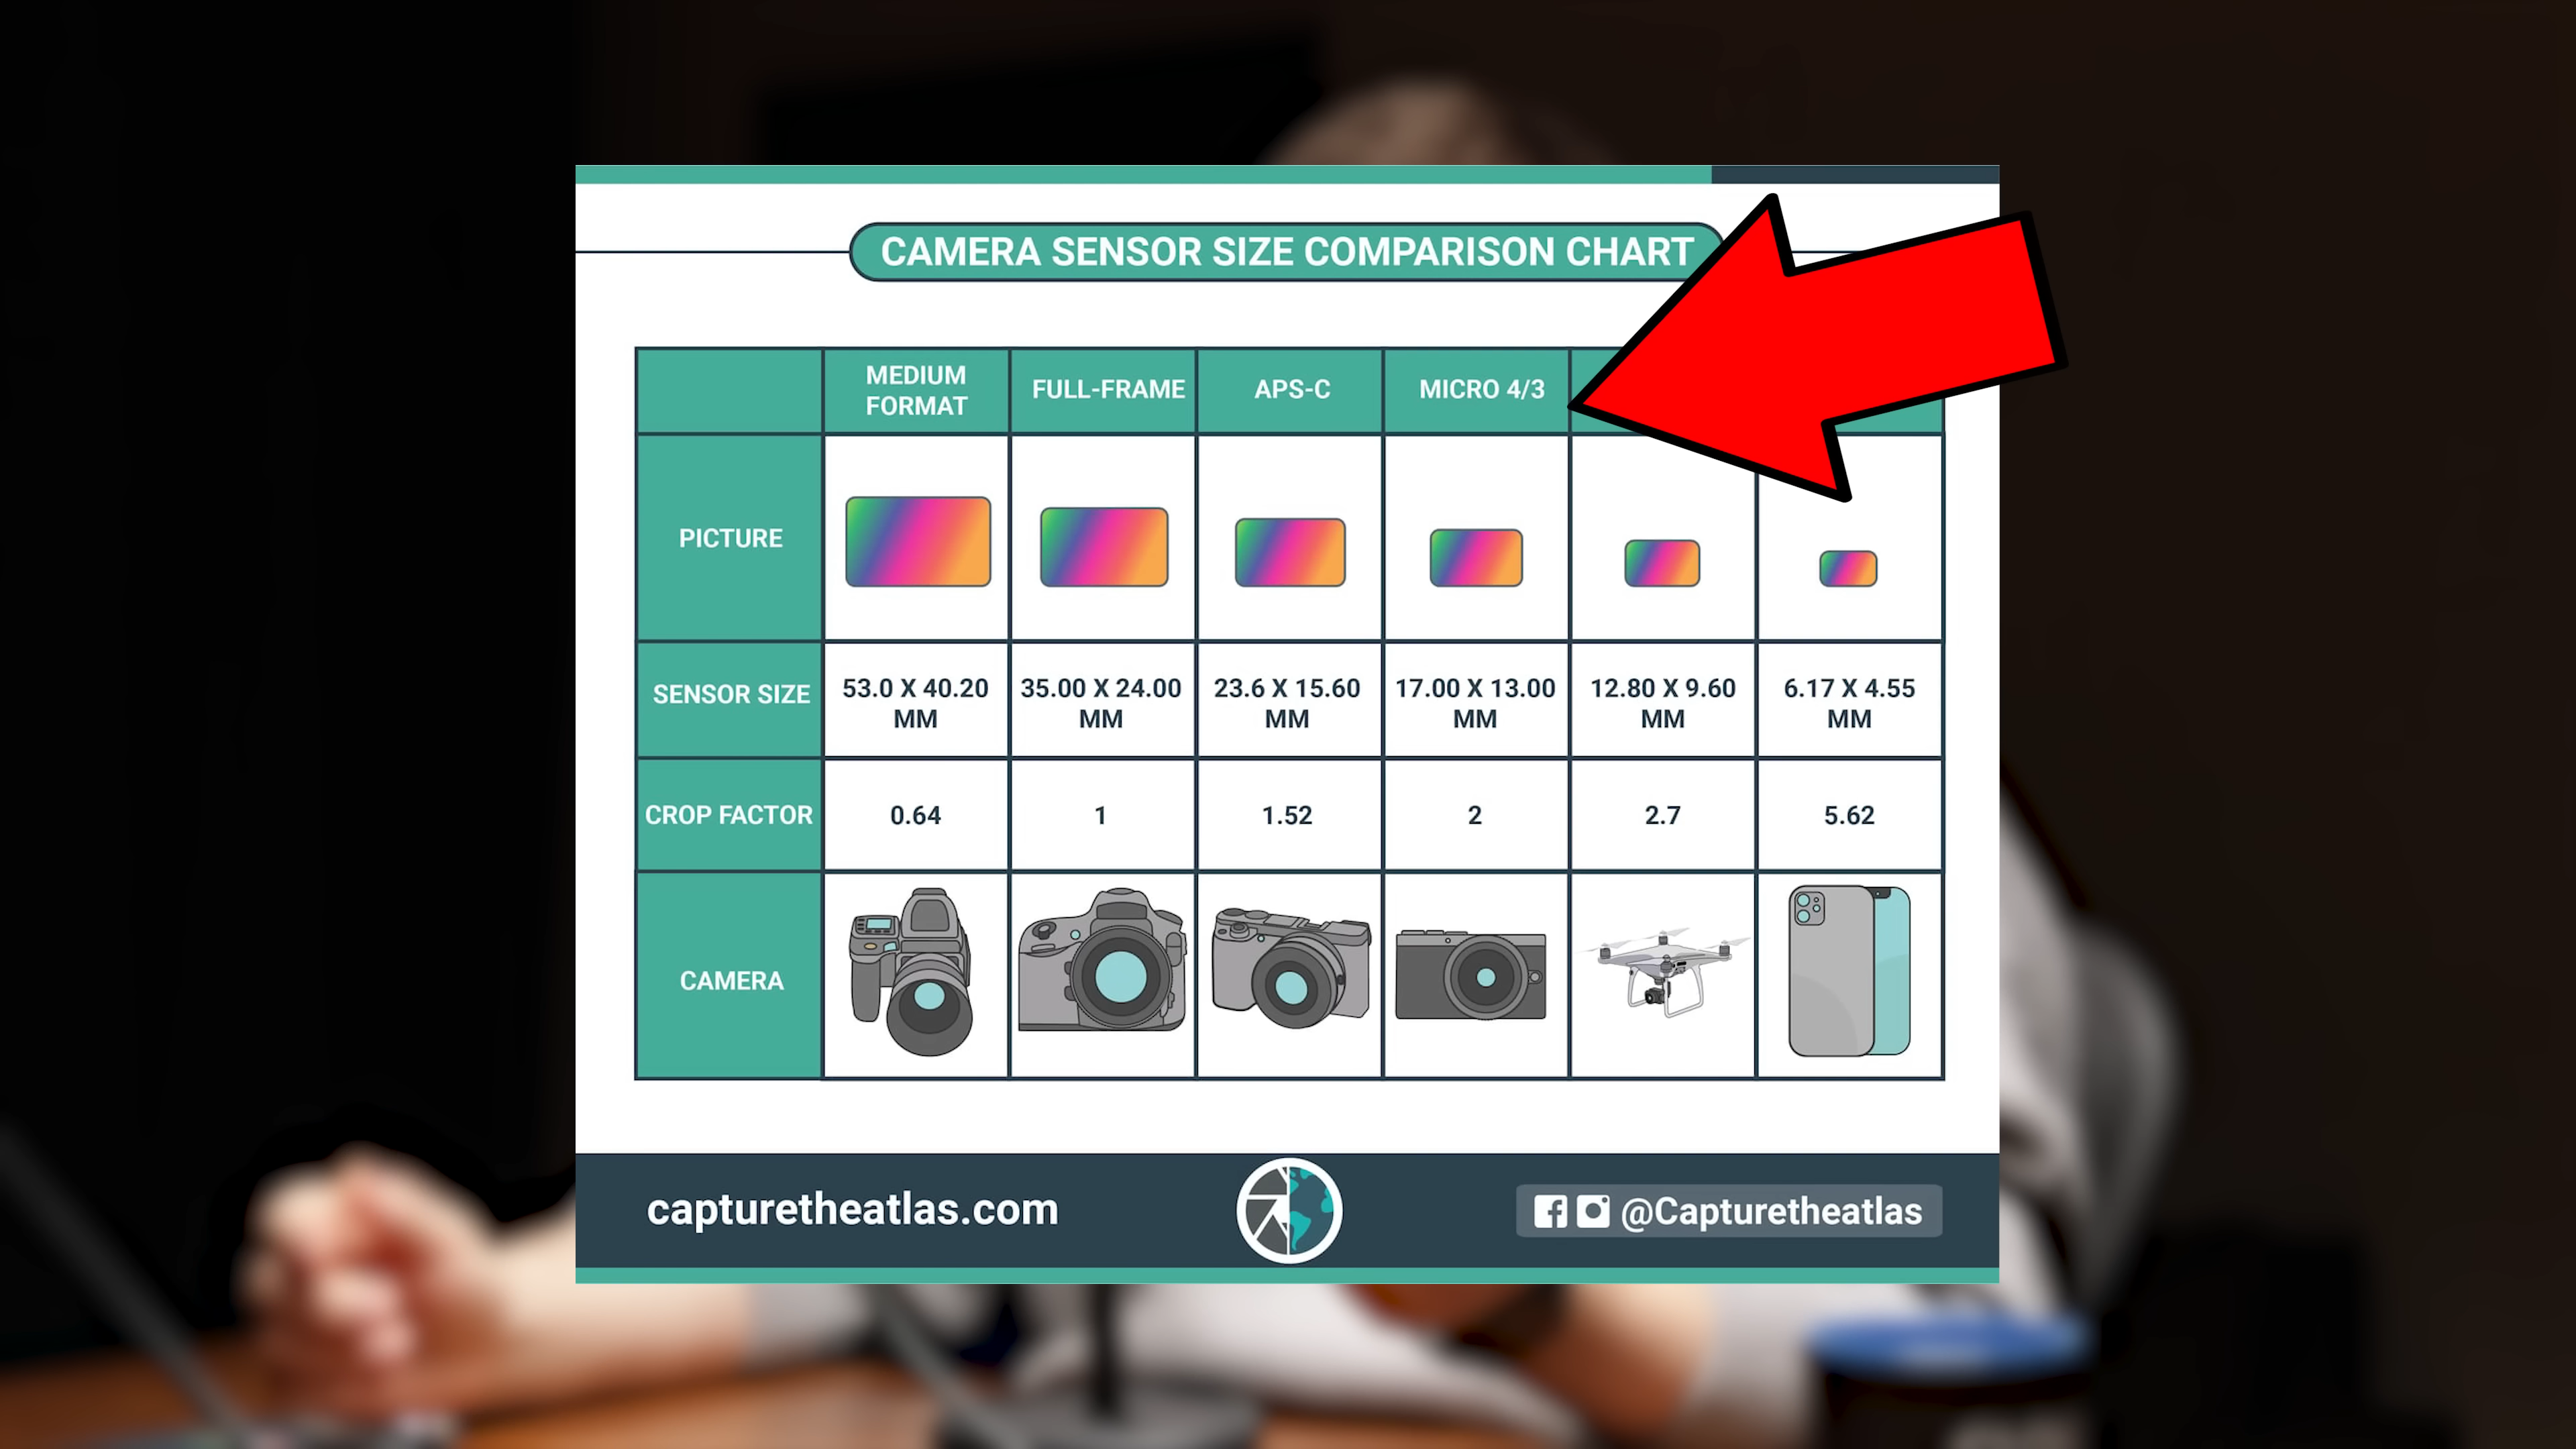 CAMERA SENSOR SIZE COMPARISON CHART
MEDIUM
FORMAT
FULL-FRAME
APS-C
MICRO 4/3
PICTURE
SENSOR SIZE
53.0 X 40.20
MM
35.00 X 24.00
MM
23.6 X 15.60
MM
17.00 X 13.00
MM
12.80 X 9.60
MM
6.17 X 4.55
MM
CROP FACTOR
0.64
1
1.52
2
2.7
5.62
CAMERA
capturetheatlas.com
@Capturetheatlas